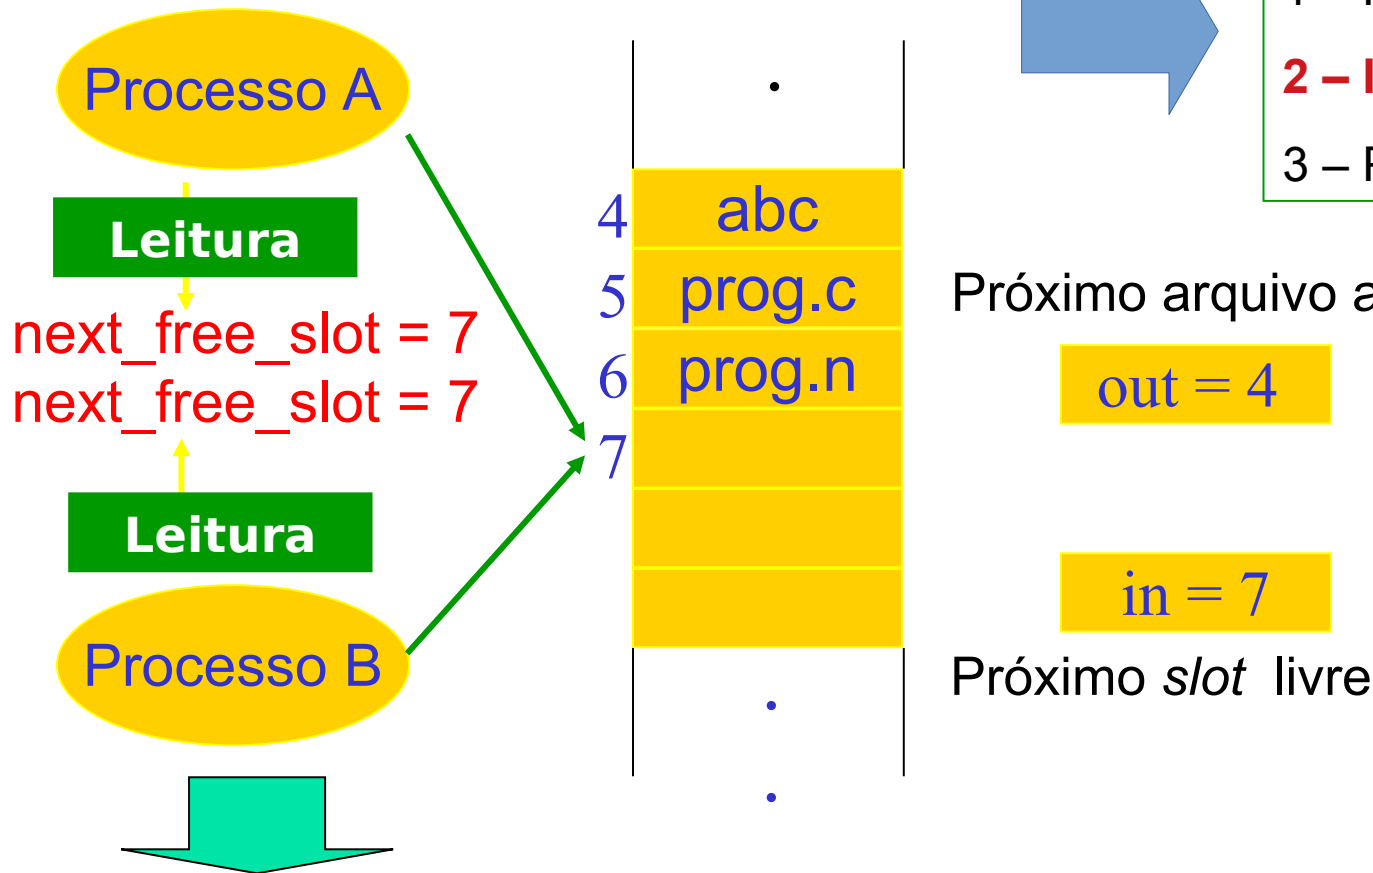 Processo A
Leitura
next_free_slot = 7
next_free_slot = 7
Leitura
Processo B
4 abc
5 prog.c
6 prog.n
7
2 –
3 –
Próximo arquivo
out = 4
in = 7
Próximo slot livre